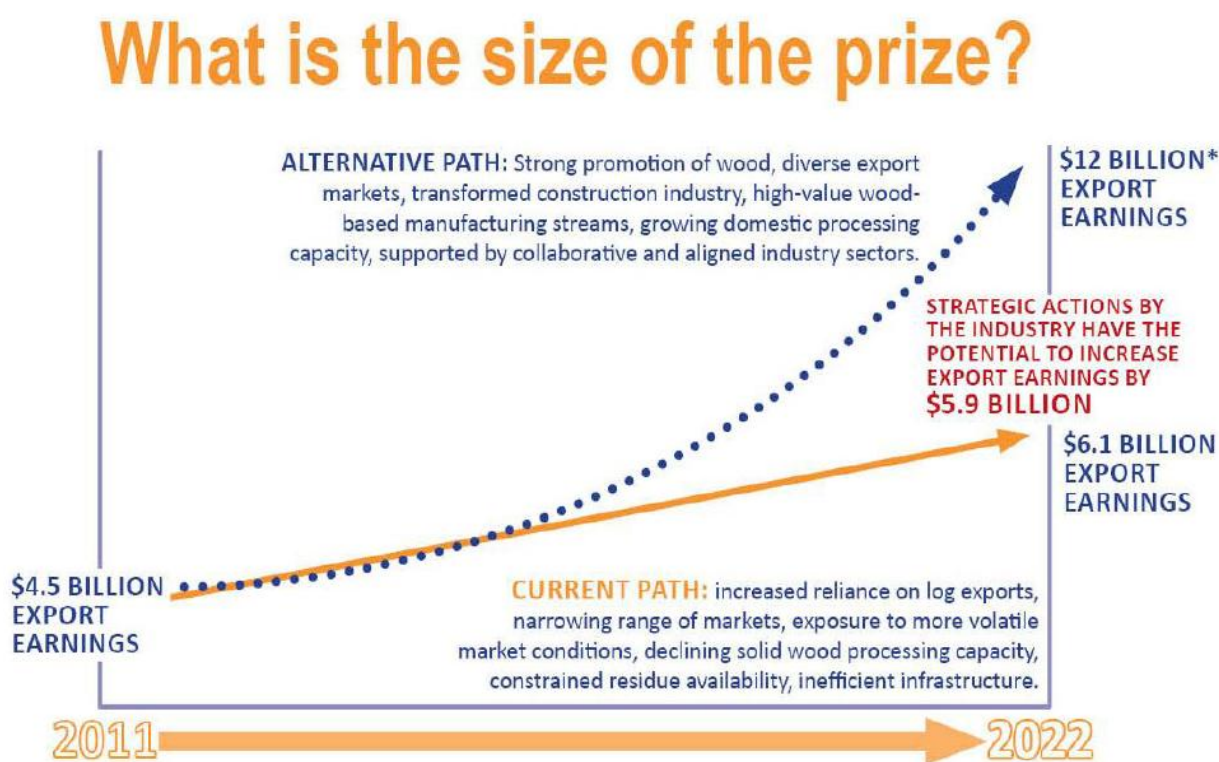 What is the size of the prize?
ALTERNATIVE PATH: Strong promotion of wood, diverse export
markets, transformed construction industry, high-value wood-
based manufacturing streams, growing domestic processing
capacity, supported by collaborative and aligned industry sectors.
$12 BILLION*
EXPORT
EARNINGS
STRATEGIC ACTIONS BY
THE INDUSTRY HAVE THE
POTENTIAL TO INCREASE
EXPORT EARNINGS BY
$5.9 BILLION
$6.1 BILLION
EXPORT
EARNINGS
$4.5 BILLION
EXPORT
EARNINGS
CURRENT PATH: increased reliance on log exports,
narrowing range of markets, exposure to more volatile
market conditions, declining solid wood processing capacity,
constrained residue availability, inefficient infrastructure.
2011
2022